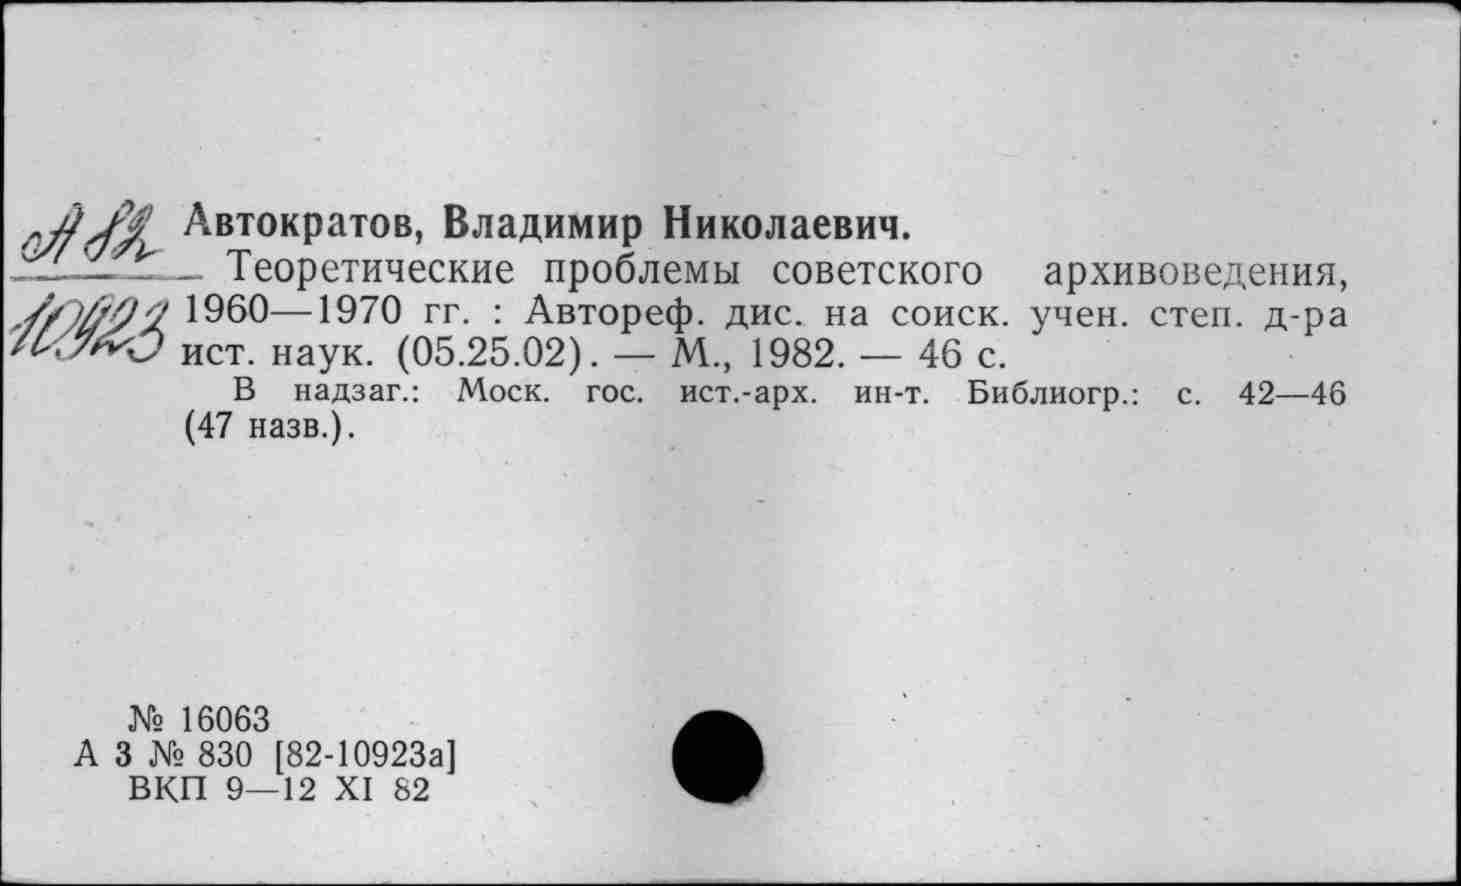 Автократов, Владимир Николаевич.
Теоретические проблемы советского архивоведения,
10923 1960—1970 гг. : Автореф. дис. на соиск. учен. степ. д-ра
ист. наук. (05.25.02). — М., 1982. — 46 с.
В надзаг.: Моск. гос. ист.-арх. ин-т. Библиогр.: с. 42—46
(47 назв.).
№ 16063
А 3 № 830 [82-10923а]
ВКП 9—12 XI 82